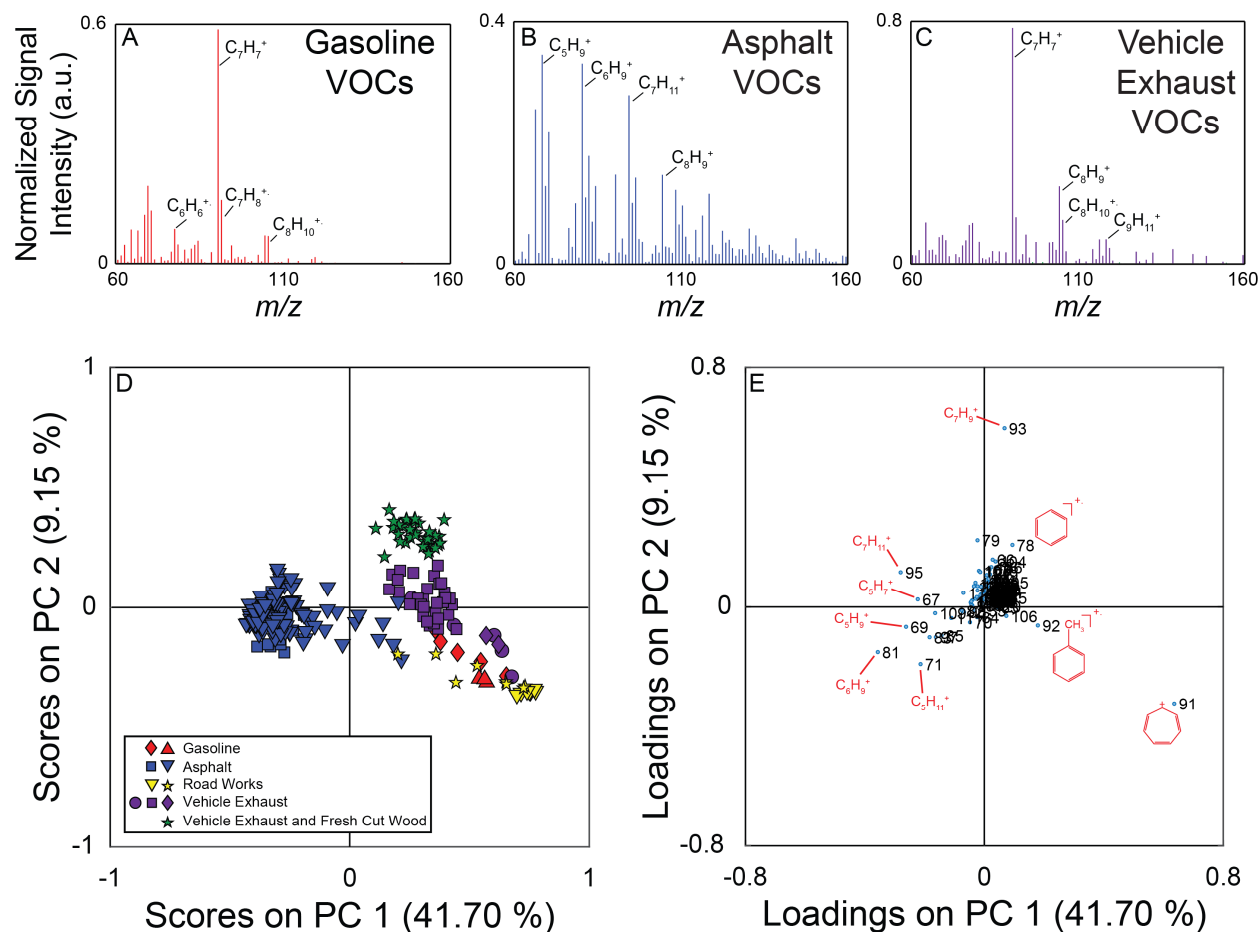 A
Gasoline
VOCs
Normalized Signal
Intensity (a.u.)
0.6
0
C₇H₇⁺
C₆H₆⁺·
C₇H₈⁺·
C₈H₁₀⁺·
60
110
160
m/z
B
Asphalt
VOCs
0.4
0
C₅H₉⁺
C₆H₉⁺
C₇H₁₁⁺
C₈H₉⁺
60
110
160
m/z
C
Vehicle
Exhaust
VOCs
0.8
0
C₇H₇⁺
C₈H₉⁺
C₈H₁₀⁺·
C₉H₁₁⁺
60
110
160
m/z
D
1
0
-1
Scores on PC 2 (9.15 %)
Gasoline
Asphalt
Road Works
Vehicle Exhaust
Vehicle Exhaust and Fresh Cut Wood
-1
0
1
Scores on PC 1 (41.70 %)
E
0.8
0
-0.8
Loadings on PC 2 (9.15 %)
C₇H₉⁺
93
79
78
C₇H₁₁⁺
95
C₅H₇⁺
67
C₅H₉⁺
69
106
92
CH₃
+·
C₆H₉⁺
81
71
C₅H₁₁⁺
91
+
-0.8
0
0.8
Loadings on PC 1 (41.70 %)